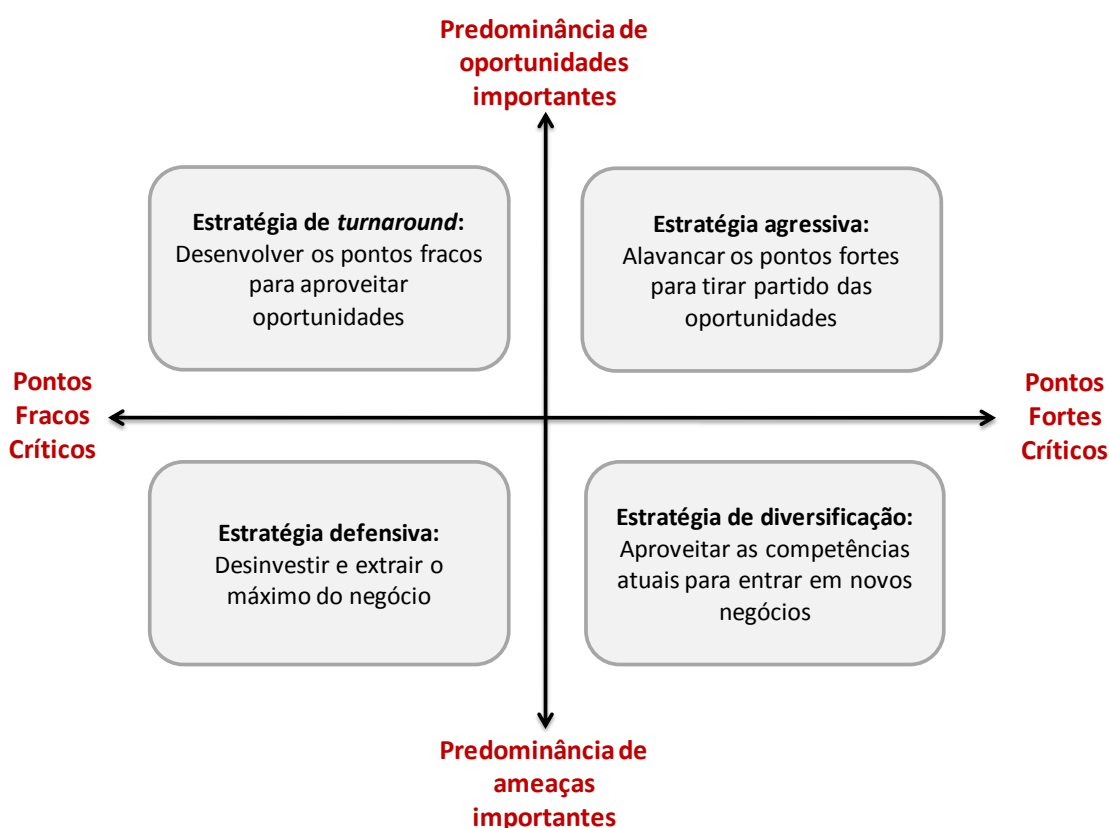 Predominância de
oportunidades
importantes
Estratégia de turnaround:
Desenvolver os pontos fracos
para aproveitar
oportunidades
Estratégia agressiva:
Alavancar os pontos fortes
para tirar partido das
oportunidades
Pontos
Fracos
Críticos
Pontos
Fortes
Críticos
Estratégia defensiva:
Desinvestir e extrair o
máximo do negócio
Estratégia de diversificação:
Aproveitar as competências
atuais para entrar em novos
negócios
Predominância de
ameaças
importantes